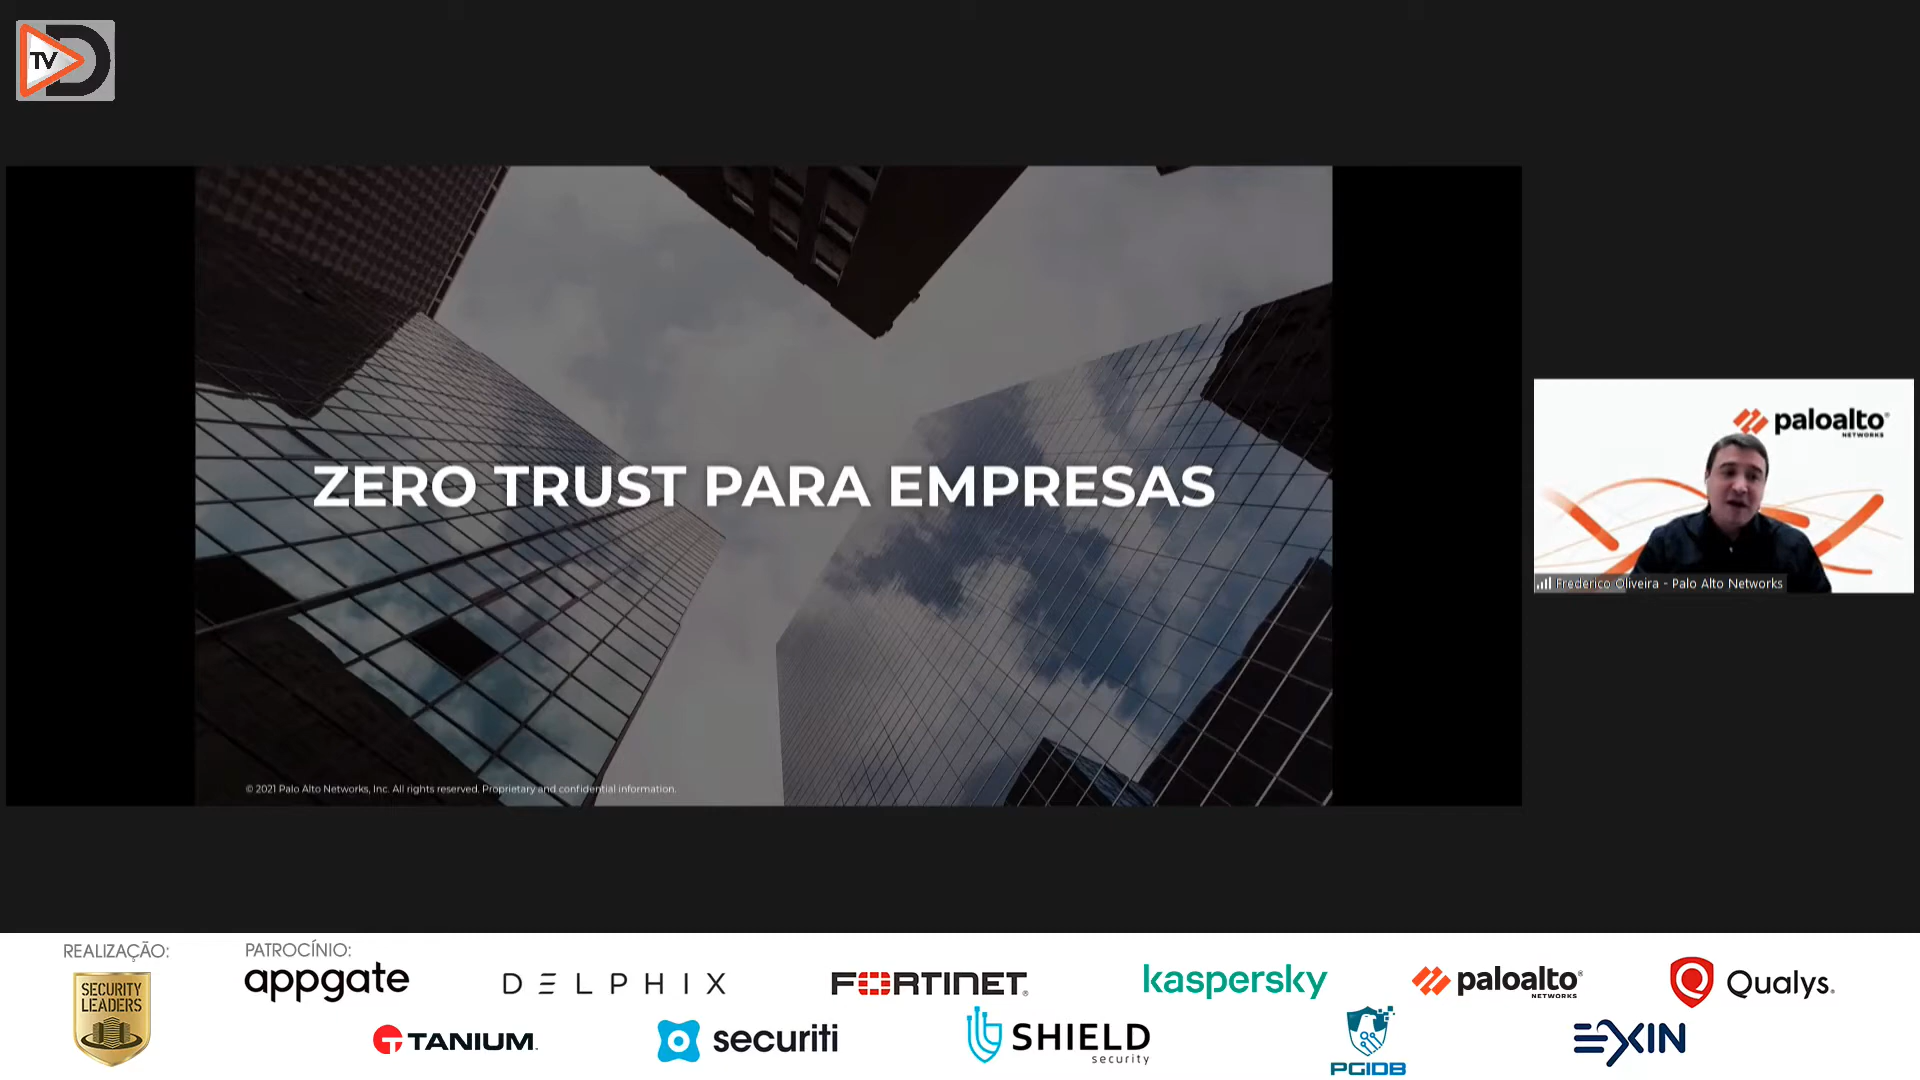 TV D
ZERO TRUST PARA EMPRESAS
© 2021 Palo Alto Networks, Inc. All rights reserved. Proprietary and confidential information.
paloalto®
NETWORKS
Frederico Oliveira - Palo Alto Networks
REALIZAÇÃO:
SECURITY
LEADERS
PATROCÍNIO:
appgate
DELPHIX
FORTINET®
kaspersky
paloalto®
NETWORKS
Qualys.
TANIUM.
securiti
SHIELD
security
PGIDB
EXIN